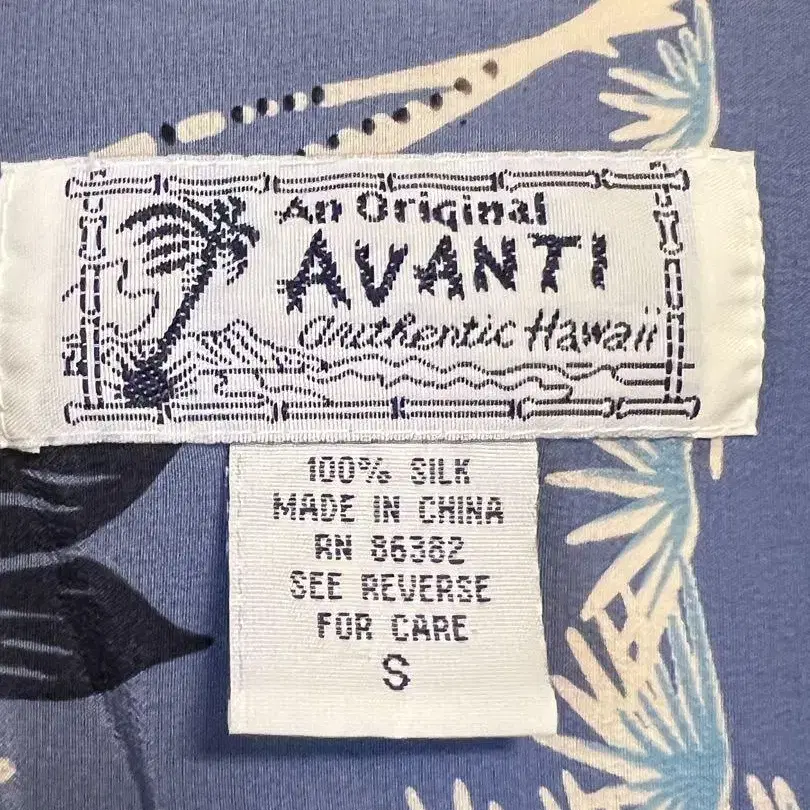 An Original
AVANTI
authentic Hawaii
100% SILK
MADE IN CHINA
RN 86382
SEE REVERSE
FOR CARE
S